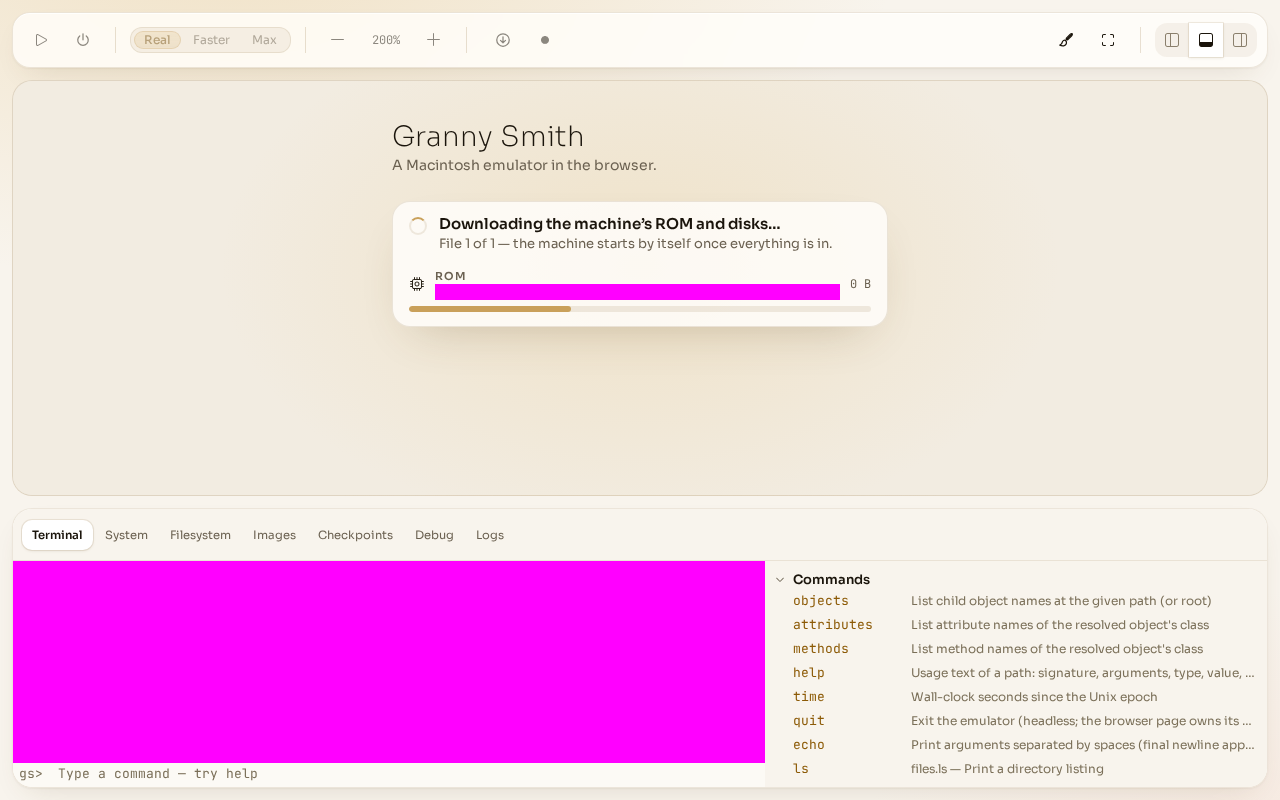 Real Faster Max 200%
Granny Smith
A Macintosh emulator in the browser.
Downloading the machine's ROM and disks...
File 1 of 1 — the machine starts by itself once everything is in.
ROM
0 B
Terminal System Filesystem Images Checkpoints Debug Logs
Commands
objects List child object names at the given path (or root)
attributes List attribute names of the resolved object's class
methods List method names of the resolved object's class
help Usage text of a path: signature, arguments, type, value, ...
time Wall-clock seconds since the Unix epoch
quit Exit the emulator (headless; the browser page owns its ...
echo Print arguments separated by spaces (final newline app...
ls files.ls — Print a directory listing
gs> Type a command — try help